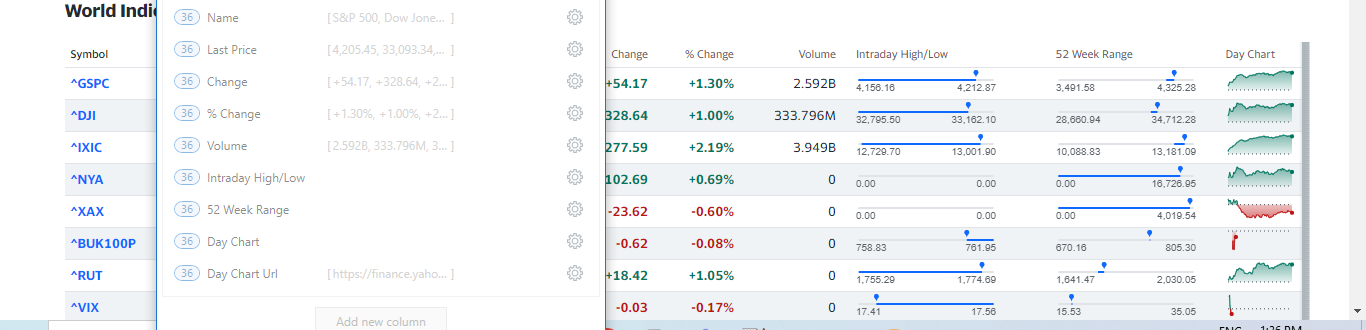 World Indi
36 Name [S&P 500, Dow Jone... ]
Symbol
36 Last Price [4,205.45, 33,093.34,... ]
Change % Change Volume Intraday High/Low 52 Week Range Day Chart
^GSPC
36 Change [+54.17, +328.64, +2... ]
+54.17 +1.30% 2.592B 4,156.16 4,212.87 3,491.58 4,325.28
^DJI
36 % Change [+1.30%, +1.00%, +2... ]
328.64 +1.00% 333.796M 32,795.50 33,162.10 28,660.94 34,712.28
^IXIC
36 Volume [2.592B, 333.796M, 3... ]
277.59 +2.19% 3.949B 12,729.70 13,001.90 10,088.83 13,181.09
^NYA
36 Intraday High/Low
102.69 +0.69% 0 0.00 0.00 0.00 16,726.95
^XAX
36 52 Week Range
-23.62 -0.60% 0 0.00 0.00 0.00 4,019.54
^BUK100P
36 Day Chart
-0.62 -0.08% 0 758.83 761.95 670.16 805.30
^RUT
36 Day Chart Url [https://finance.yaho... ]
+18.42 +1.05% 0 1,755.29 1,774.69 1,641.47 2,030.05
^VIX
-0.03 -0.17% 0 17.41 17.56 15.53 35.05
Add new column